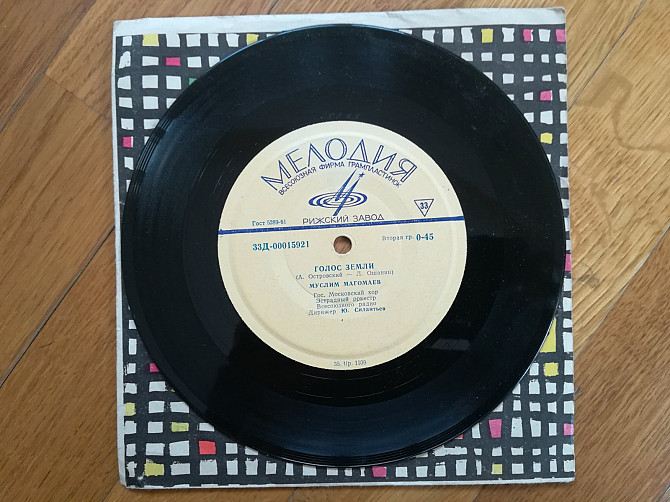 МЕЛОДИЯ
ВСЕСОЮЗНАЯ ФИРМА ГРАМПЛАСТИНОК
РИЖСКИЙ ЗАВОД
33
Гост 5289-61
33Д-00015921
Вторая гр. 0-45
ГОЛОС ЗЕМЛИ
(А. Островский — Л. Ошанин)
МУСЛИМ МАГОМАЕВ
Гос. Московский хор
Эстрадный оркестр
Всесоюзного радио
Дирижер Ю. Силантьев